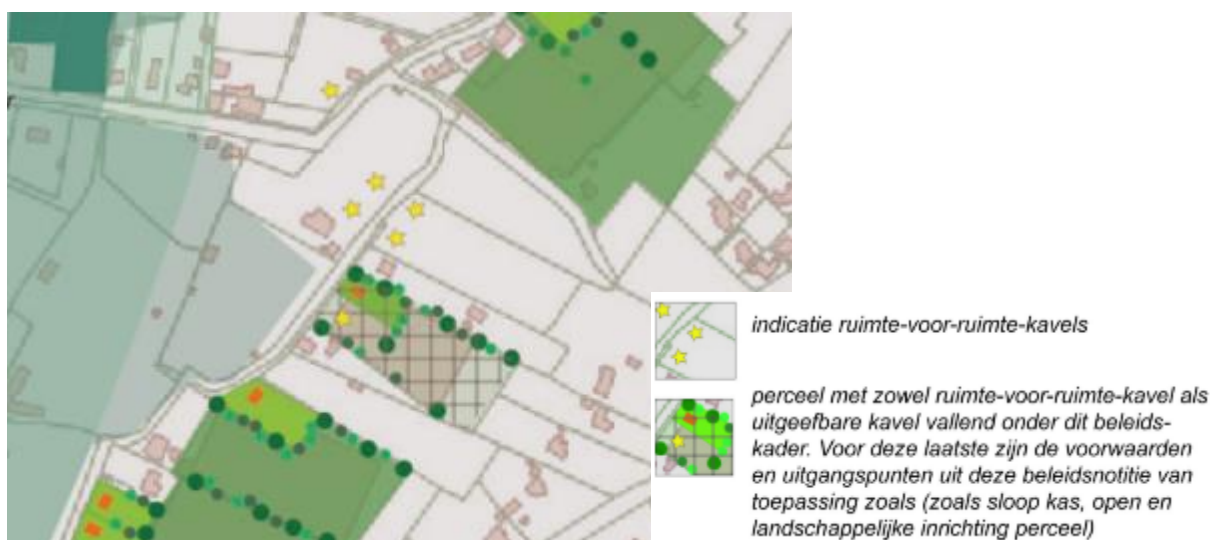 indicatie ruimte-voor-ruimte-kavels
perceel met zowel ruimte-voor-ruimte-kavel als
uitgeefbare kavel vallend onder dit beleids-
kader. Voor deze laatste zijn de voorwaarden
en uitgangspunten uit deze beleidsnotitie van
toepassing zoals (zoals sloop kas, open en
landschappelijke inrichting perceel)